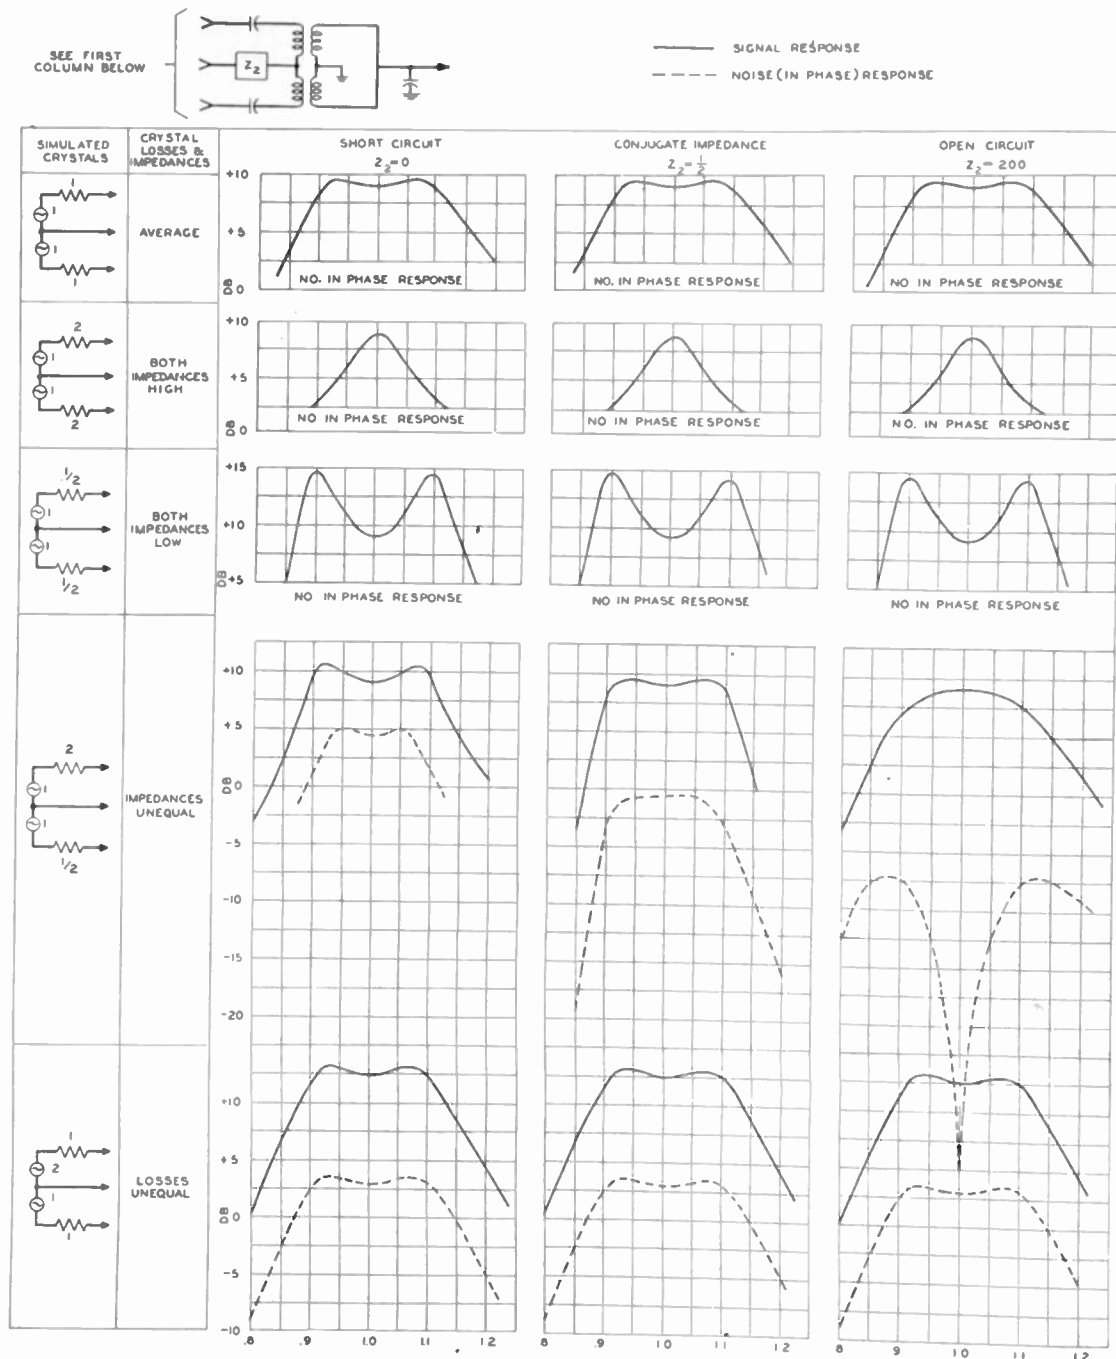 SEE FIRST
COLUMN BELOW
Z2
SIGNAL RESPONSE
NOISE (IN PHASE) RESPONSE
SIMULATED
CRYSTALS
CRYSTAL
LOSSES &
IMPEDANCES
SHORT CIRCUIT
Z2=0
CONJUGATE IMPEDANCE
Z2=1/2
OPEN CIRCUIT
Z2=200
1
1
1
1
AVERAGE
+10
+5
DB 0
NO. IN PHASE RESPONSE
NO. IN PHASE RESPONSE
NO IN PHASE RESPONSE
2
1
1
2
BOTH
IMPEDANCES
HIGH
+10
+5
DB 0
NO IN PHASE RESPONSE
NO IN PHASE RESPONSE
NO. IN PHASE RESPONSE
1/2
1
1
1/2
BOTH
IMPEDANCES
LOW
+15
+10
DB +5
NO IN PHASE RESPONSE
NO IN PHASE RESPONSE
NO IN PHASE RESPONSE
2
1
1
1/2
IMPEDANCES
UNEQUAL
+10
+5
DB 0
-5
-10
-15
-20
1
2
1
1
LOSSES
UNEQUAL
+10
+5
DB 0
-5
-10
.8 .9 1.0 1.1 1.2
.8 .9 1.0 1.1 1.2
.8 .9 1.0 1.1 1.2